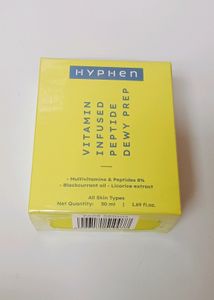 HYPHEN
VITAMIN
INFUSED
PEPTIDE
DEWY PREP
- Multivitamins & Peptides 8%
- Blackcurrant oil - Licorice extract
All Skin Types
Net Quantity: 50 ml | 1.69 fl.oz.